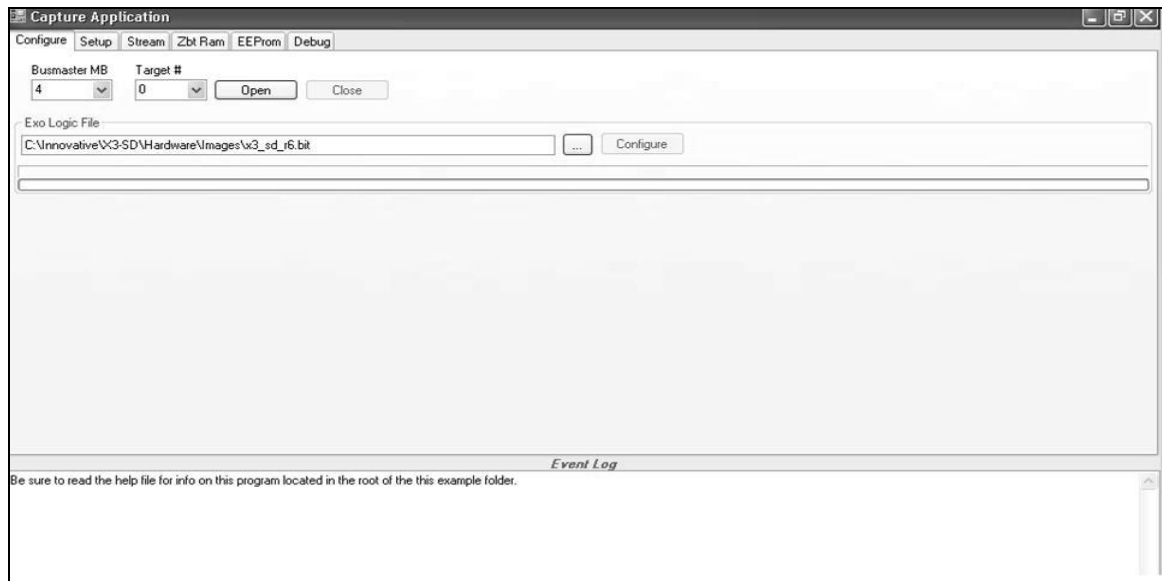 Capture Application
Configure Setup Stream Zbt Ram EEProm Debug
Busmaster MB Target #
4 0 Open Close
Exo Logic File
C:\Innovative\X3-SD\Hardware\Images\x3_sd_r6.bit ... Configure
Event Log
Be sure to read the help file for info on this program located in the root of the this example folder.